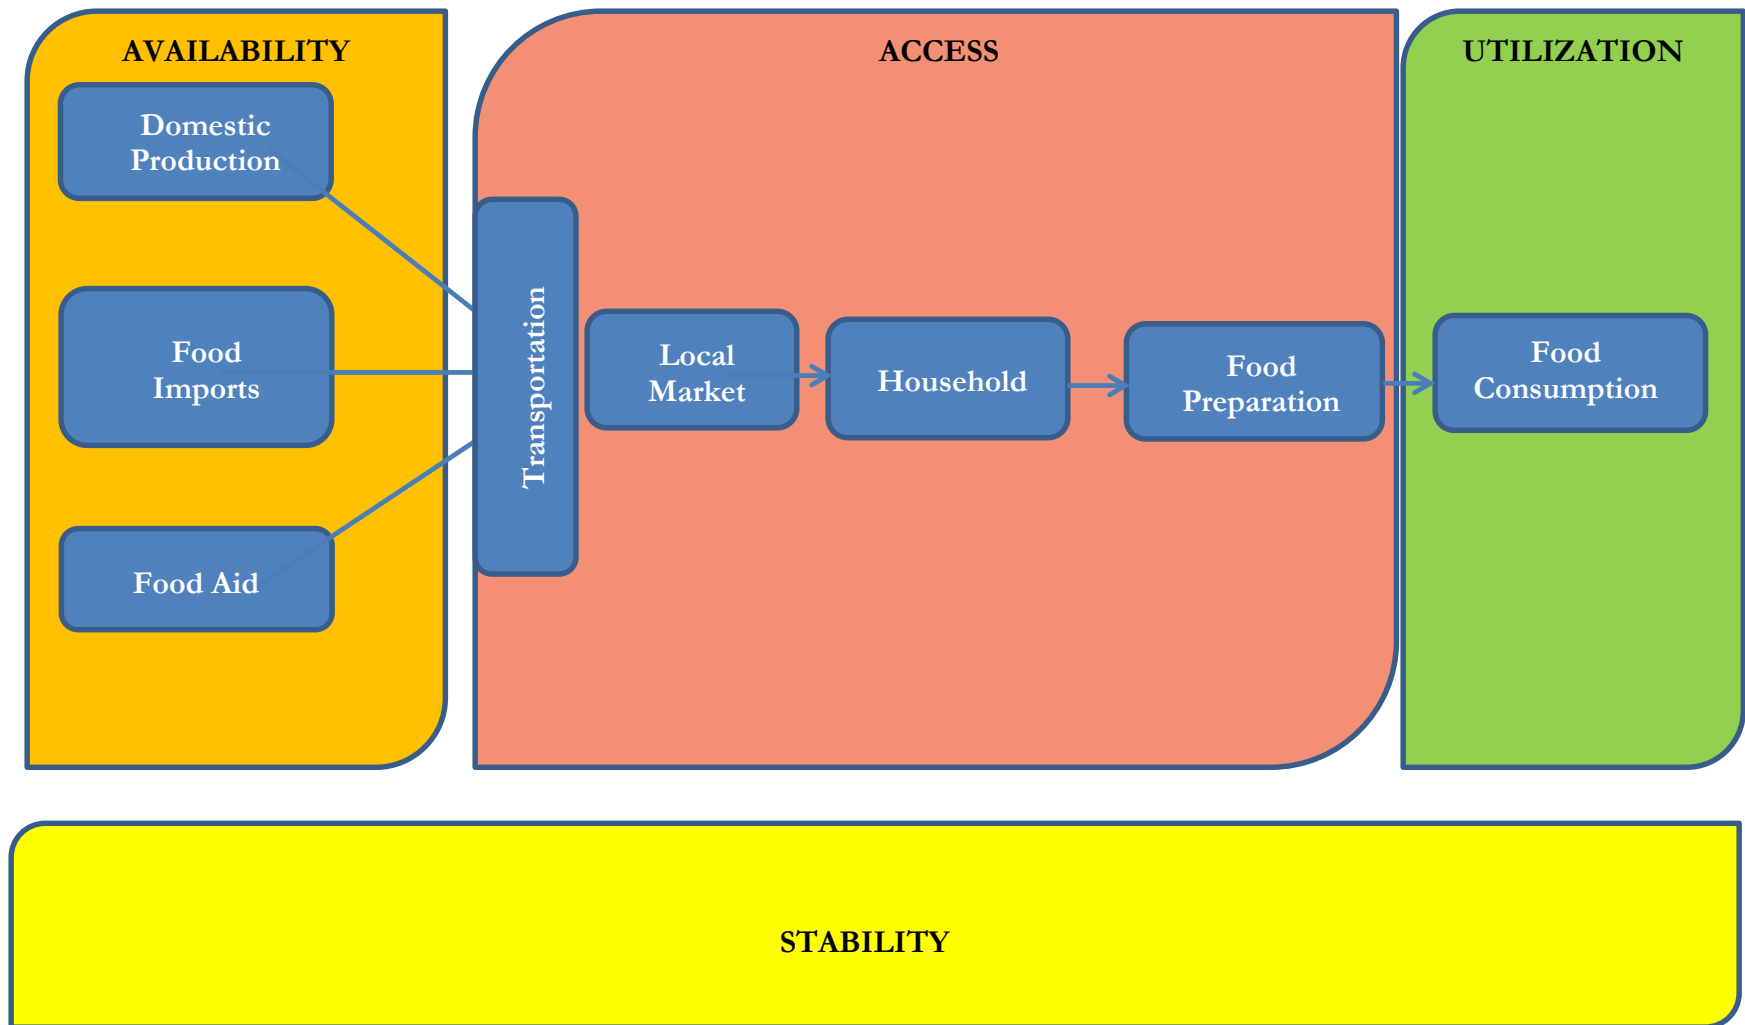 AVAILABILITY
Domestic
Production
Food
Imports
Food Aid
ACCESS
Transportation
Local
Market
Household
Food
Preparation
UTILIZATION
Food
Consumption
STABILITY